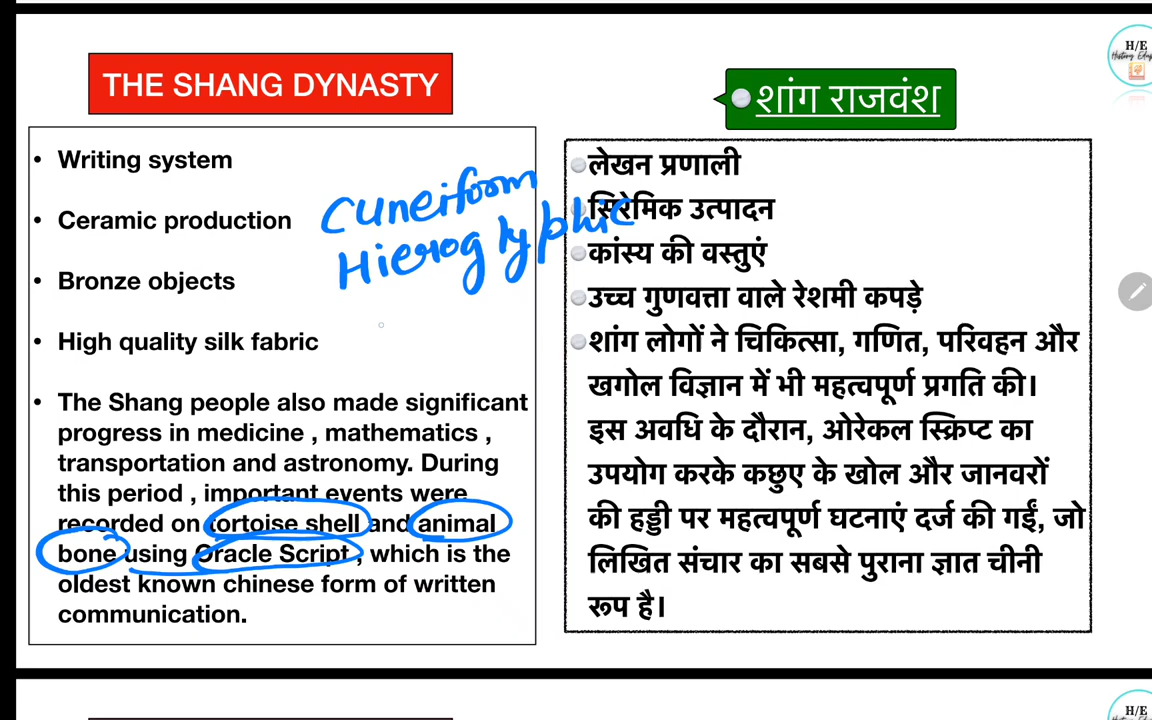 H/E
History Edu
THE SHANG DYNASTY
• Writing system
• Ceramic production
• Bronze objects
• High quality silk fabric
• The Shang people also made significant
progress in medicine , mathematics ,
transportation and astronomy. During
this period , important events were
recorded on tortoise shell and animal
bone using Oracle Script , which is the
oldest known chinese form of written
communication.
Cuneiform
Hieroglyphic
शांग राजवंश
लेखन प्रणाली
सिरेमिक उत्पादन
कांस्य की वस्तुएं
उच्च गुणवत्ता वाले रेशमी कपड़े
शांग लोगों ने चिकित्सा, गणित, परिवहन और
खगोल विज्ञान में भी महत्वपूर्ण प्रगति की।
इस अवधि के दौरान, ओरेकल स्क्रिप्ट का
उपयोग करके कछुए के खोल और जानवरों
की हड्डी पर महत्वपूर्ण घटनाएं दर्ज की गईं, जो
लिखित संचार का सबसे पुराना ज्ञात चीनी
रूप है।
H/E